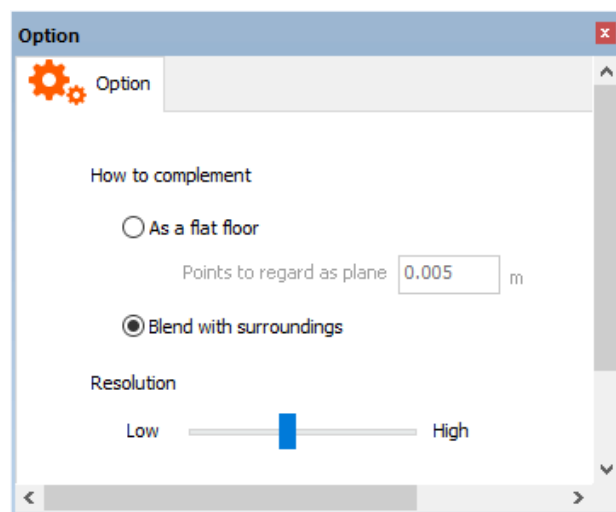 Option
Option
How to complement
As a flat floor
Points to regard as plane 0.005 m
Blend with surroundings
Resolution
Low High